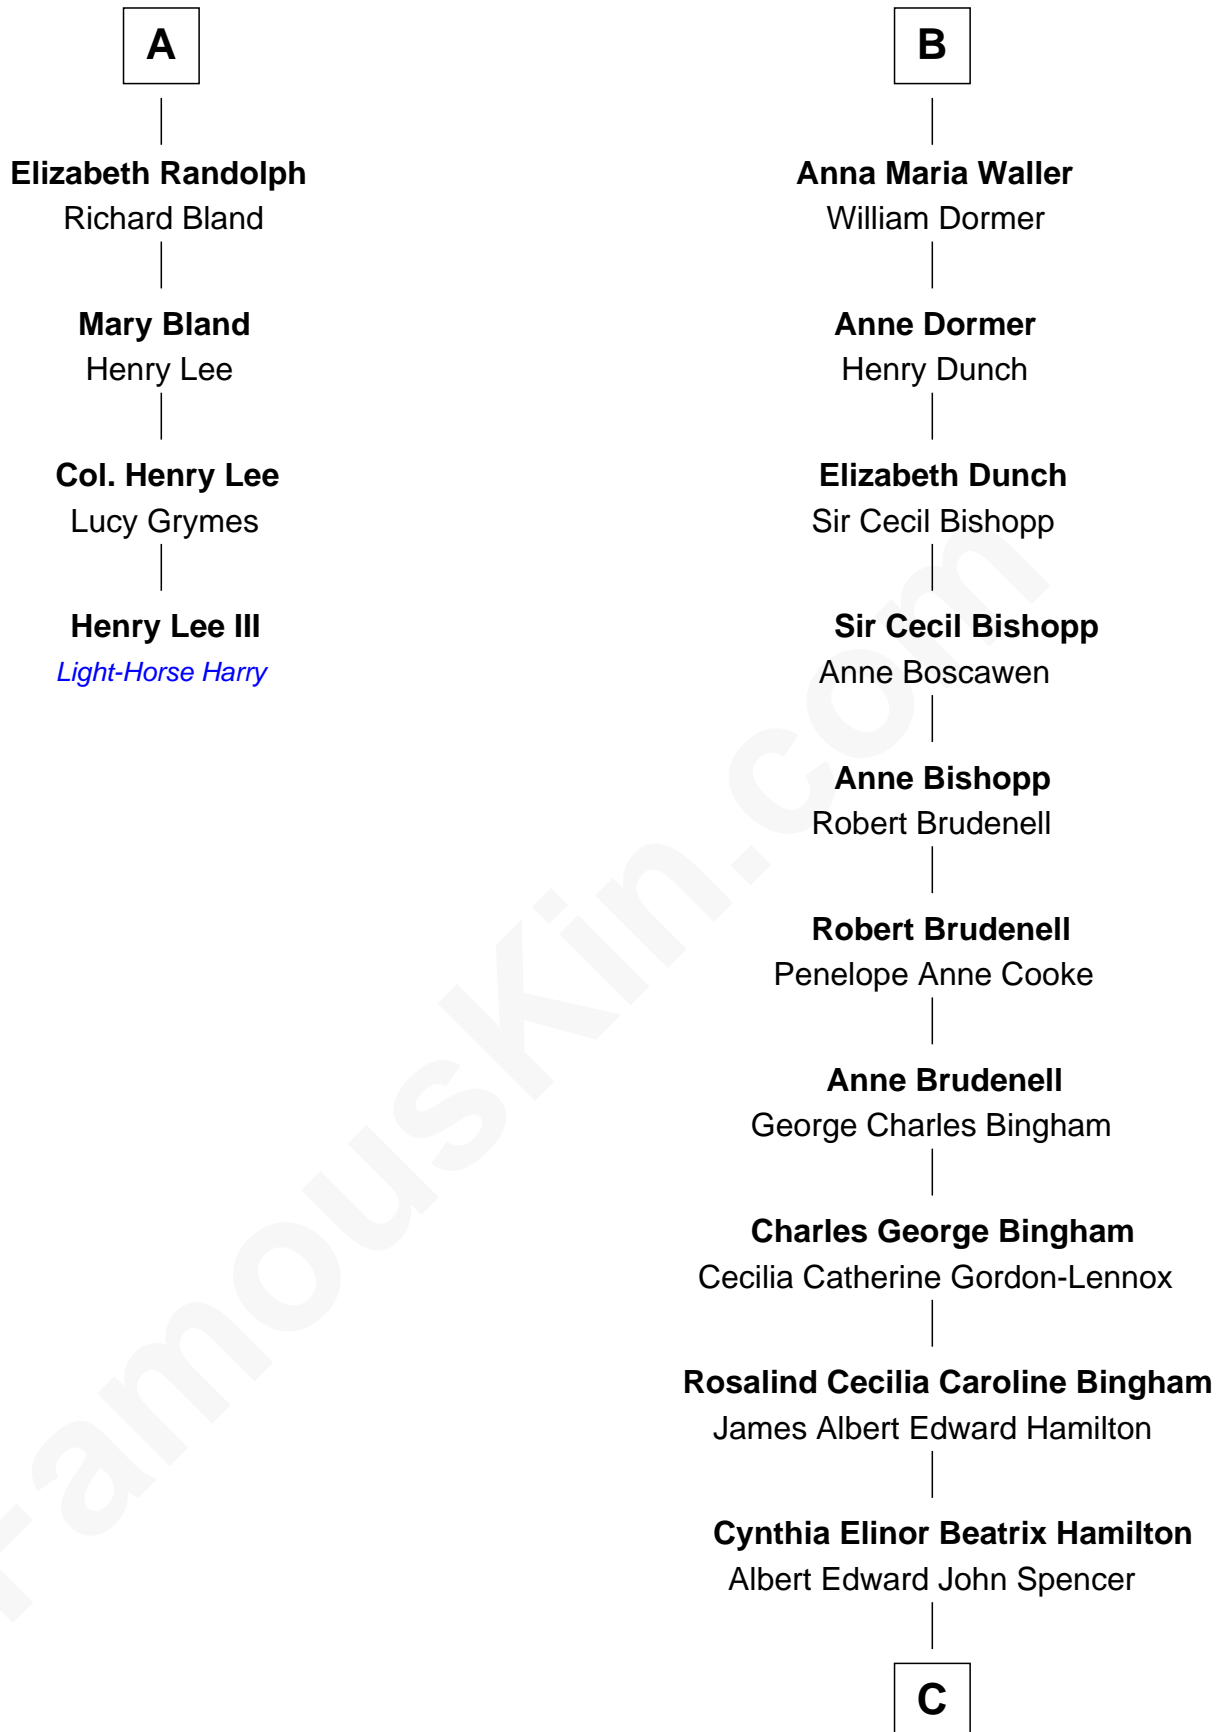 A
Elizabeth Randolph
Richard Bland
Mary Bland
Henry Lee
Col. Henry Lee
Lucy Grymes
Henry Lee III
Light-Horse Harry
B
Anna Maria Waller
William Dormer
Anne Dormer
Henry Dunch
Elizabeth Dunch
Sir Cecil Bishopp
Sir Cecil Bishopp
Anne Boscawen
Anne Bishopp
Robert Brudenell
Robert Brudenell
Penelope Anne Cooke
Anne Brudenell
George Charles Bingham
Charles George Bingham
Cecilia Catherine Gordon-Lennox
Rosalind Cecilia Caroline Bingham
James Albert Edward Hamilton
Cynthia Elinor Beatrix Hamilton
Albert Edward John Spencer
C
FamousKin.com